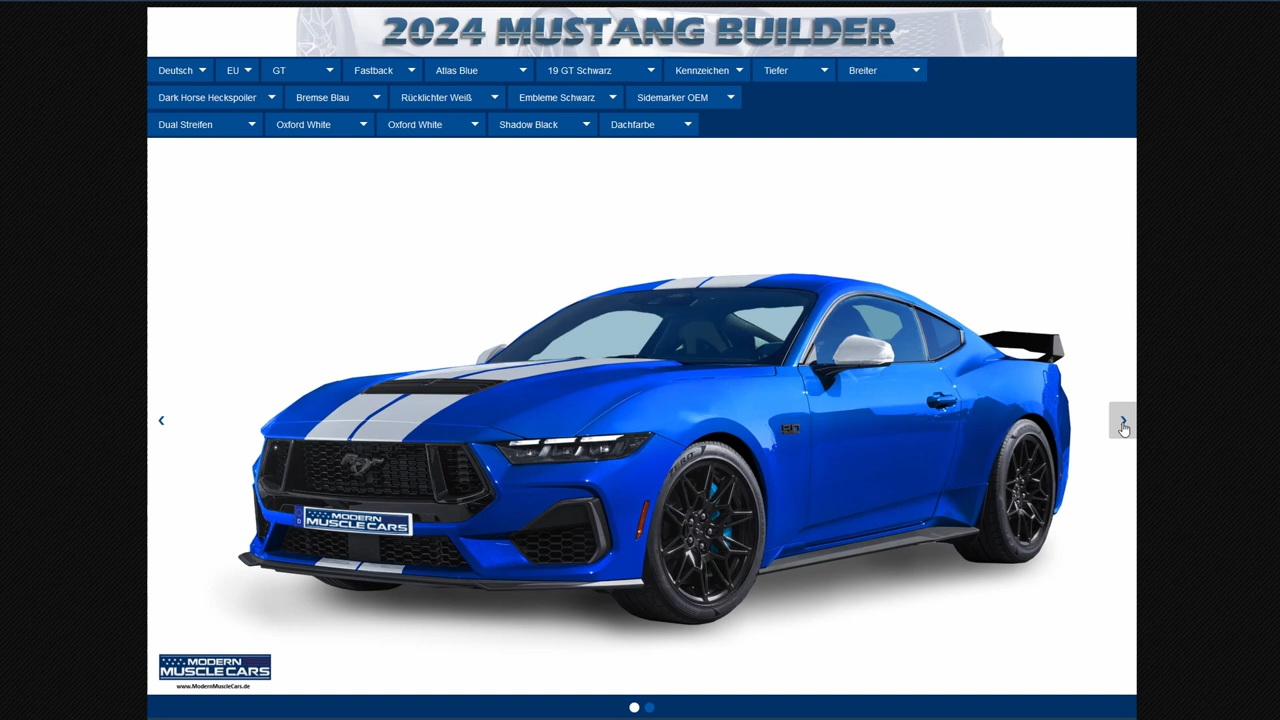 2024 MUSTANG BUILDER
Deutsch EU GT Fastback Atlas Blue 19 GT Schwarz Kennzeichen Tiefer Breiter
Dark Horse Heckspoiler Bremse Blau Rücklichter Weiß Embleme Schwarz Sidemarker OEM
Dual Streifen Oxford White Oxford White Shadow Black Dachfarbe
5.0
D
MODERN
MUSCLE CARS
MODERN
MUSCLE CARS
www.ModernMuscleCars.de